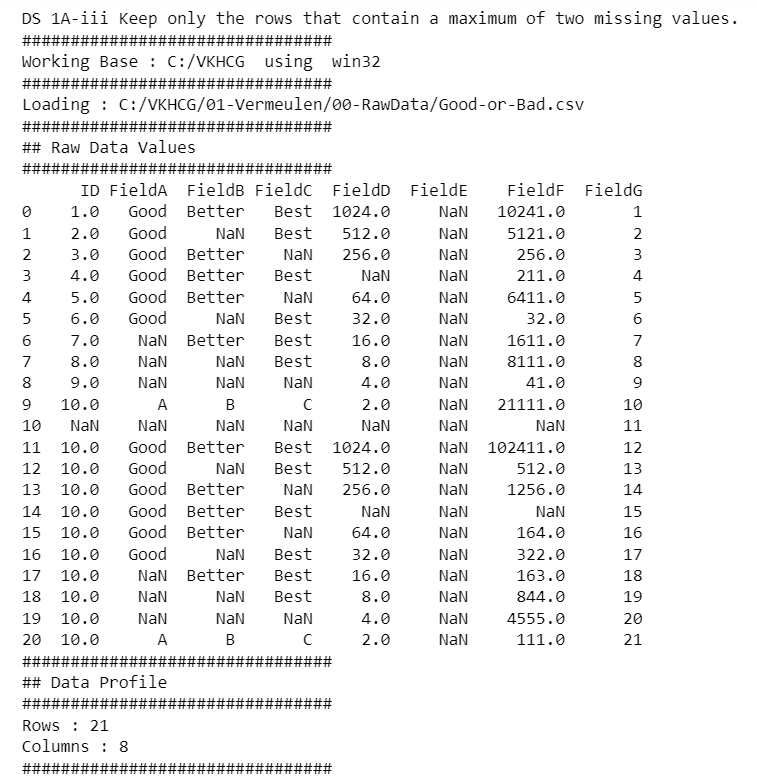 DS 1A-iii Keep only the rows that contain a maximum of two missing values.
################################
Working Base : C:/VKHCG  using  win32
################################
Loading : C:/VKHCG/01-Vermeulen/00-RawData/Good-or-Bad.csv
################################
## Raw Data Values
################################
      ID FieldA  FieldB FieldC  FieldD  FieldE    FieldF  FieldG
0    1.0   Good  Better   Best  1024.0     NaN   10241.0       1
1    2.0   Good     NaN   Best   512.0     NaN    5121.0       2
2    3.0   Good  Better    NaN   256.0     NaN     256.0       3
3    4.0   Good  Better   Best     NaN     NaN     211.0       4
4    5.0   Good  Better    NaN    64.0     NaN    6411.0       5
5    6.0   Good     NaN   Best    32.0     NaN      32.0       6
6    7.0    NaN  Better   Best    16.0     NaN    1611.0       7
7    8.0    NaN     NaN   Best     8.0     NaN    8111.0       8
8    9.0    NaN     NaN    NaN     4.0     NaN      41.0       9
9   10.0      A       B      C     2.0     NaN   21111.0      10
10   NaN    NaN     NaN    NaN     NaN     NaN       NaN      11
11  10.0   Good  Better   Best  1024.0     NaN  102411.0      12
12  10.0   Good     NaN   Best   512.0     NaN     512.0      13
13  10.0   Good  Better    NaN   256.0     NaN    1256.0      14
14  10.0   Good  Better   Best     NaN     NaN       NaN      15
15  10.0   Good  Better    NaN    64.0     NaN     164.0      16
16  10.0   Good     NaN   Best    32.0     NaN     322.0      17
17  10.0    NaN  Better   Best    16.0     NaN     163.0      18
18  10.0    NaN     NaN   Best     8.0     NaN     844.0      19
19  10.0    NaN     NaN    NaN     4.0     NaN    4555.0      20
20  10.0      A       B      C     2.0     NaN     111.0      21
################################
## Data Profile
################################
Rows : 21
Columns : 8
################################